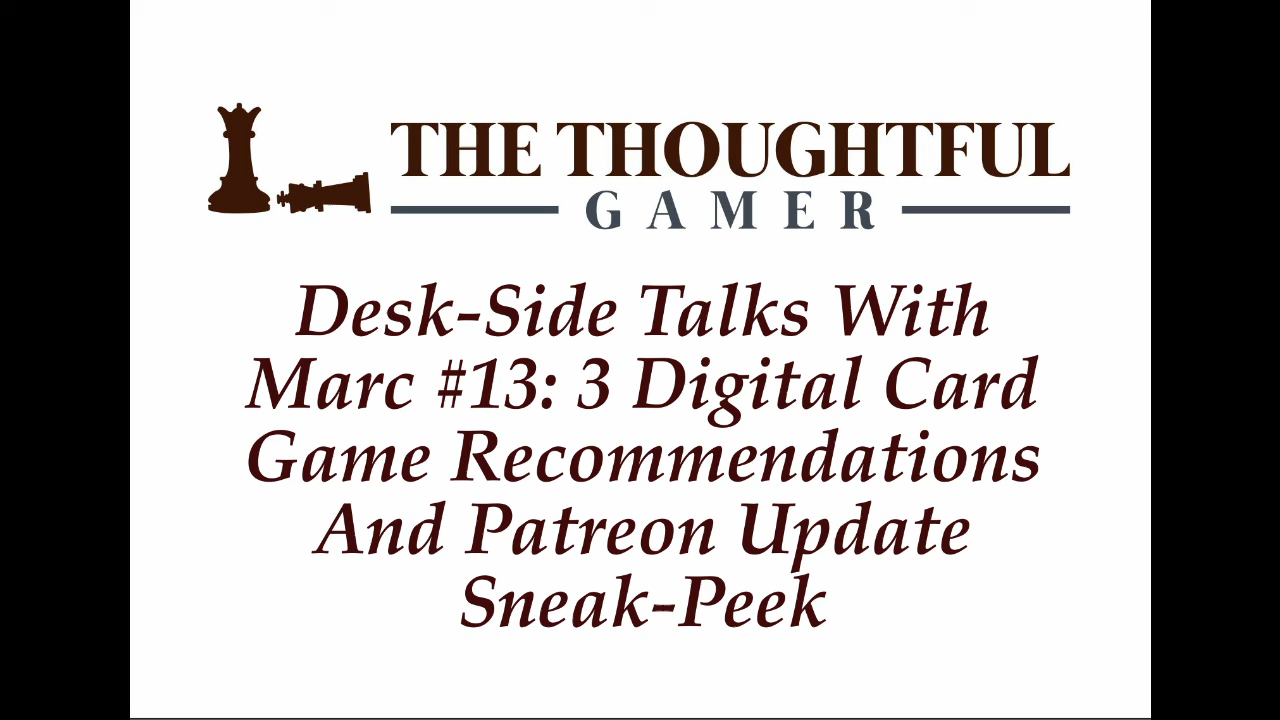 THE THOUGHTFUL
GAMER
Desk-Side Talks With
Marc #13: 3 Digital Card
Game Recommendations
And Patreon Update
Sneak-Peek